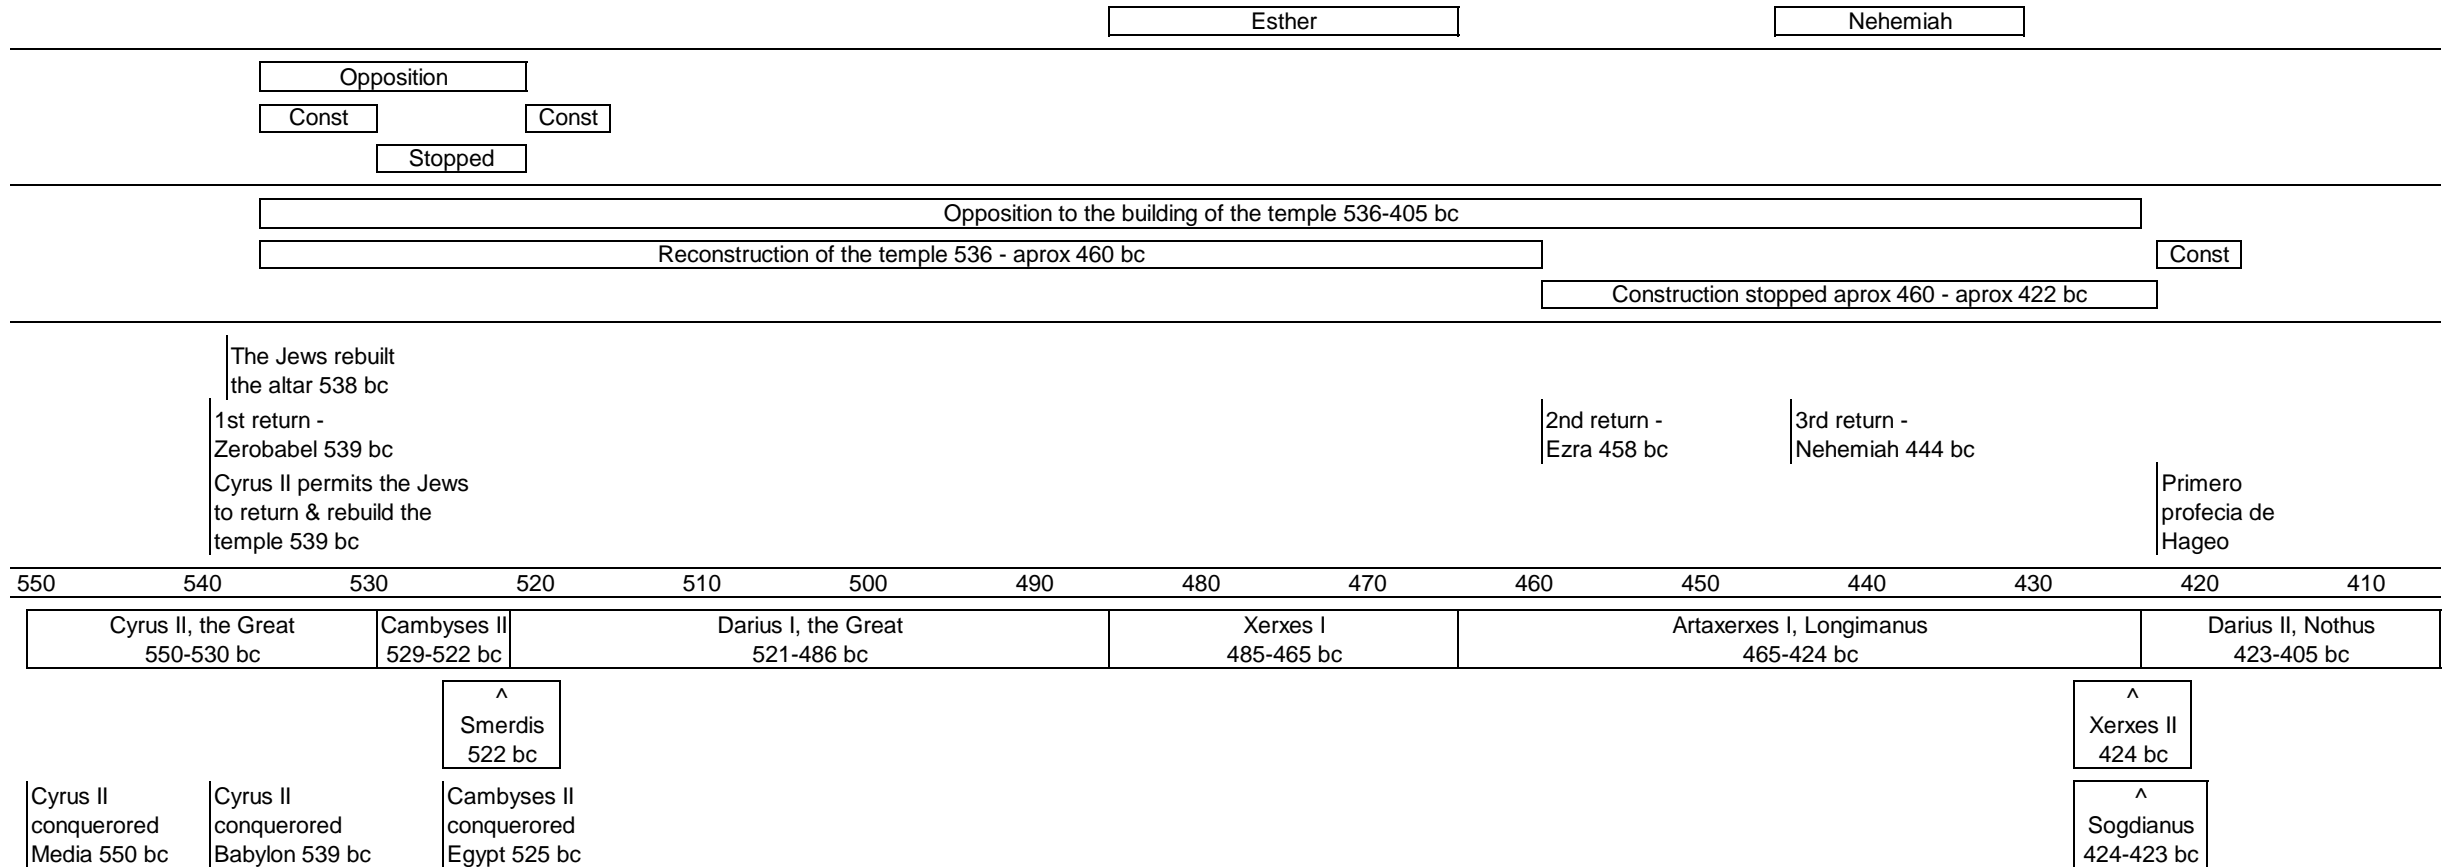 Esther
Nehemiah
Opposition
Const
Const
Stopped
Opposition to the building of the temple 536-405 bc
Reconstruction of the temple 536 - aprox 460 bc
Const
Construction stopped aprox 460 - aprox 422 bc
The Jews rebuilt
the altar 538 bc
1st return -
Zerobabel 539 bc
2nd return -
Ezra 458 bc
3rd return -
Nehemiah 444 bc
Cyrus II permits the Jews
to return & rebuild the
temple 539 bc
Primero
profecia de
Hageo
550 540 530 520 510 500 490 480 470 460 450 440 430 420 410
Cyrus II, the Great
550-530 bc
Cambyses II
529-522 bc
Darius I, the Great
521-486 bc
Xerxes I
485-465 bc
Artaxerxes I, Longimanus
465-424 bc
Darius II, Nothus
423-405 bc
^
Smerdis
522 bc
^
Xerxes II
424 bc
Cyrus II
conquerored
Media 550 bc
Cyrus II
conquerored
Babylon 539 bc
Cambyses II
conquerored
Egypt 525 bc
^
Sogdianus
424-423 bc